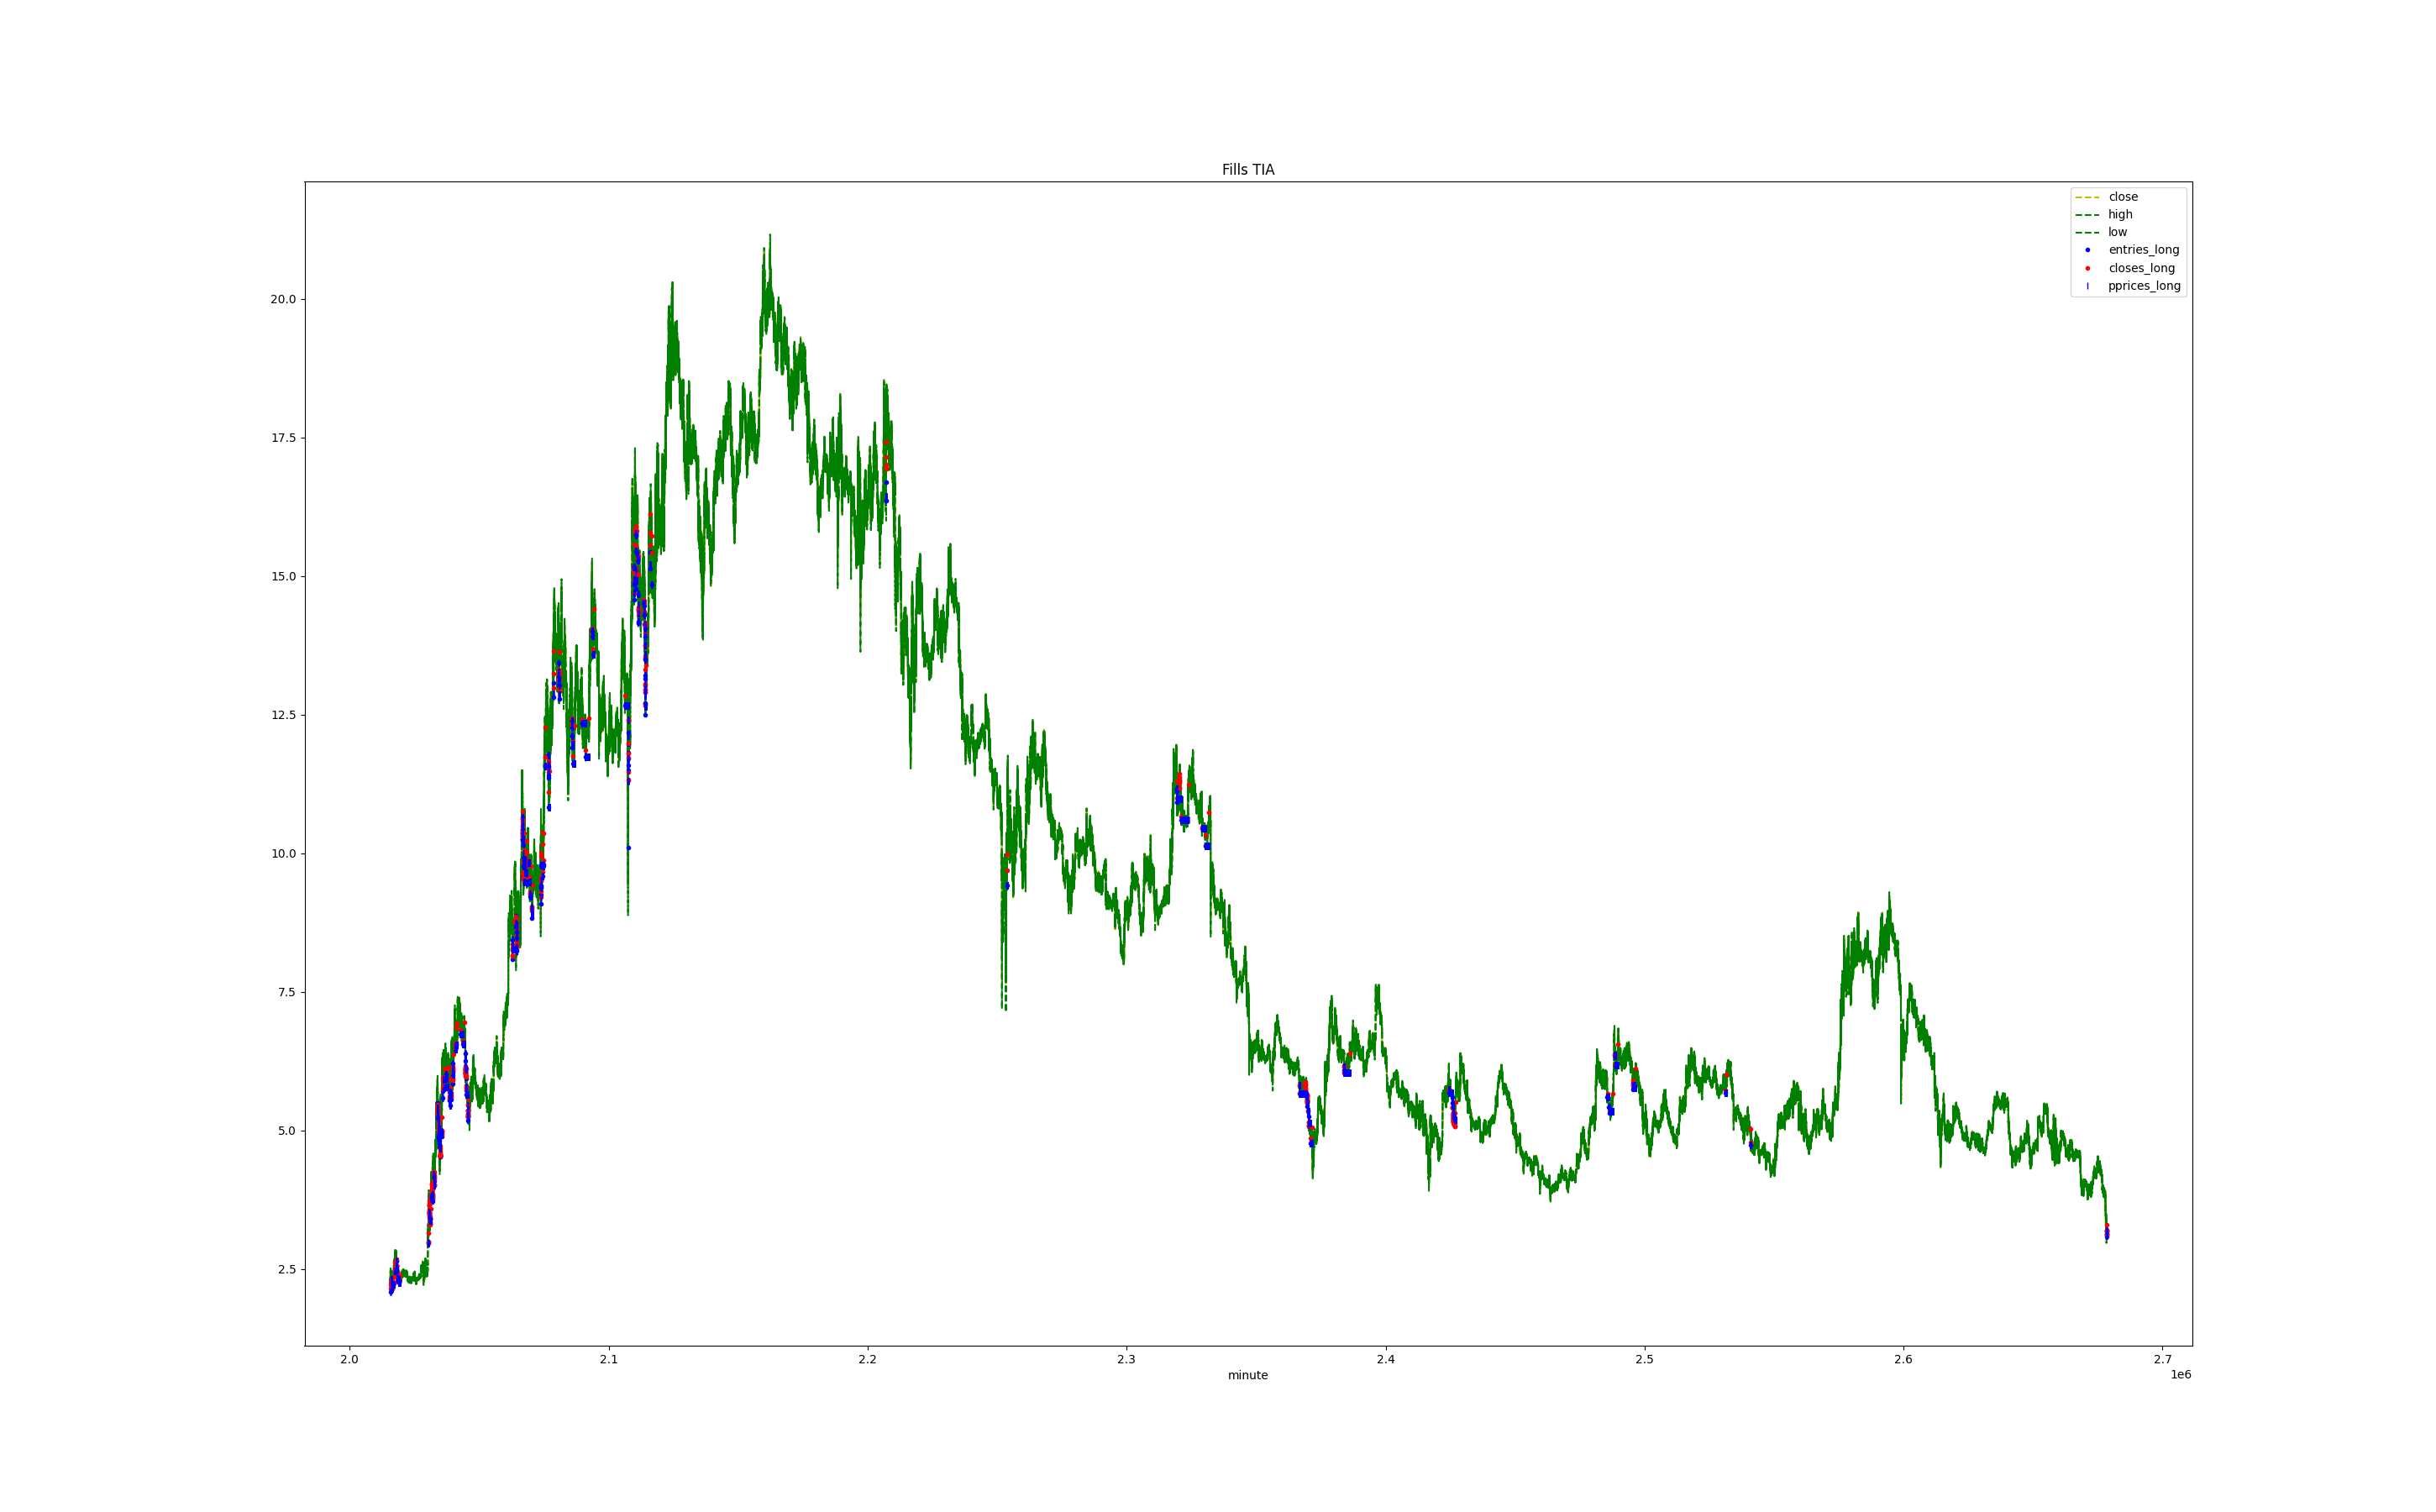 Fills TIA
close
high
low
entries_long
closes_long
pprices_long
20.0
17.5
15.0
12.5
10.0
7.5
5.0
2.5
2.0 2.1 2.2 2.3 2.4 2.5 2.6 2.7
minute
1e6